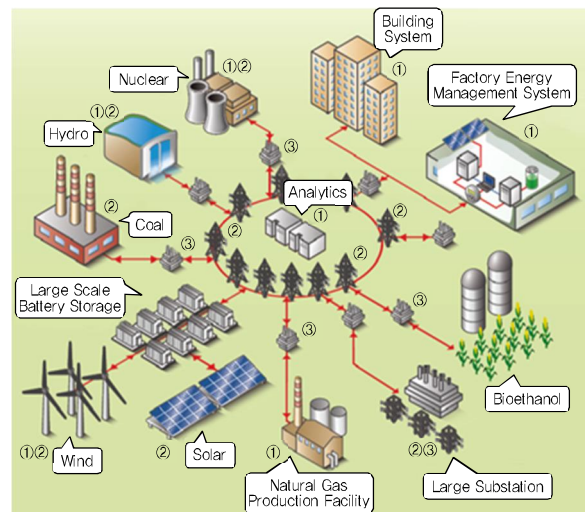 Building
System
①
Nuclear
①②
Factory Energy
Management System
①
①②
Hydro
③
Analytics
①
②
Coal
②
②
③
②
Large Scale
Battery Storage
③
③
Bioethanol
①②
Wind
②
Solar
①
Natural Gas
Production Facility
②③
Large Substation